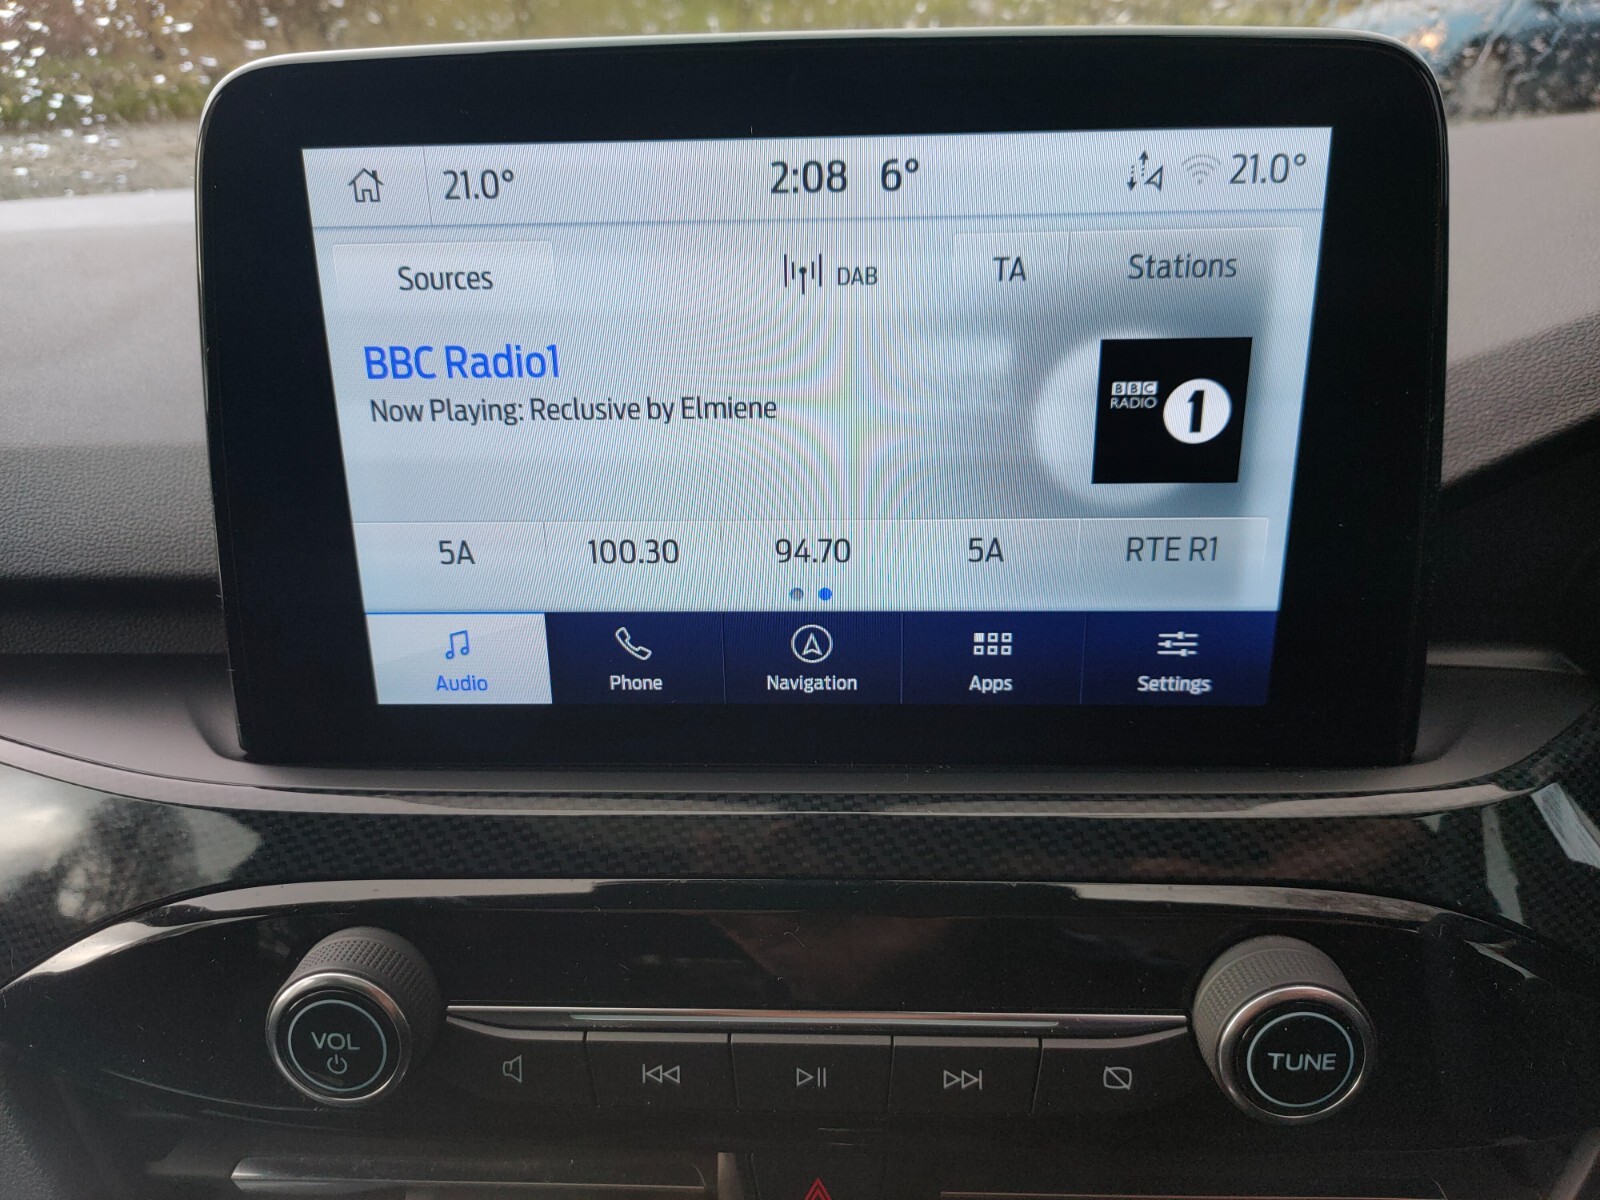 21.0° 2:08 6° 21.0°
Sources DAB TA Stations
BBC Radio1
Now Playing: Reclusive by Elmiene
BBC
RADIO 1
5A 100.30 94.70 5A RTE R1
Audio Phone Navigation Apps Settings
VOL
TUNE